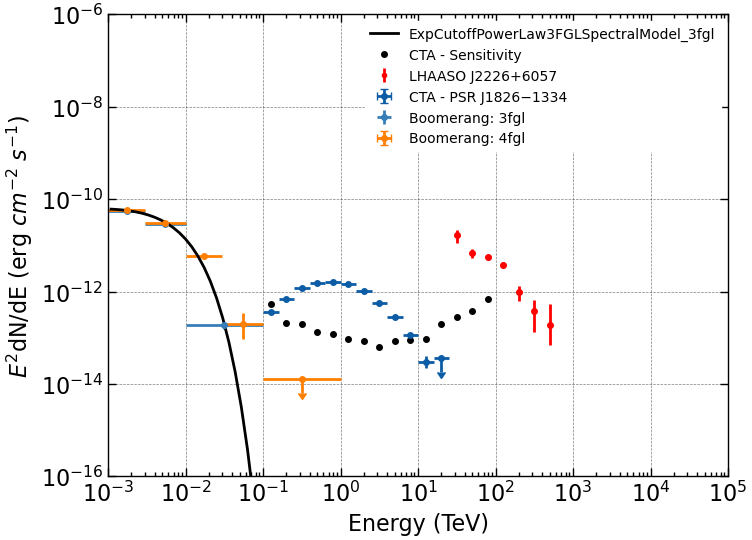 10⁻⁶
10⁻⁸
10⁻¹⁰
10⁻¹²
10⁻¹⁴
10⁻¹⁶
E²dN/dE (erg cm⁻² s⁻¹)
ExpCutoffPowerLaw3FGLSpectralModel_3fgl
CTA - Sensitivity
LHAASO J2226+6057
CTA - PSR J1826−1334
Boomerang: 3fgl
Boomerang: 4fgl
10⁻³ 10⁻² 10⁻¹ 10⁰ 10¹ 10² 10³ 10⁴ 10⁵
Energy (TeV)